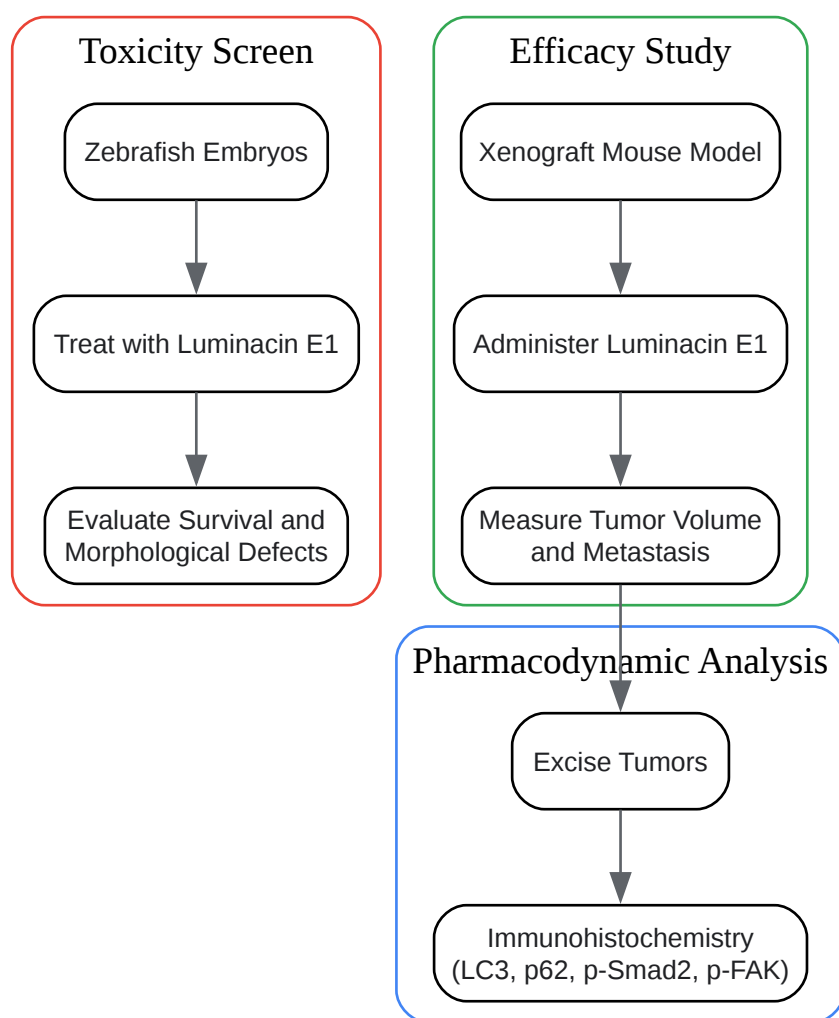 Toxicity Screen
Zebrafish Embryos
Treat with Luminacin E1
Evaluate Survival and
Morphological Defects
Efficacy Study
Xenograft Mouse Model
Administer Luminacin E1
Measure Tumor Volume
and Metastasis
Pharmacodynamic Analysis
Excise Tumors
Immunohistochemistry
(LC3, p62, p-Smad2, p-FAK)